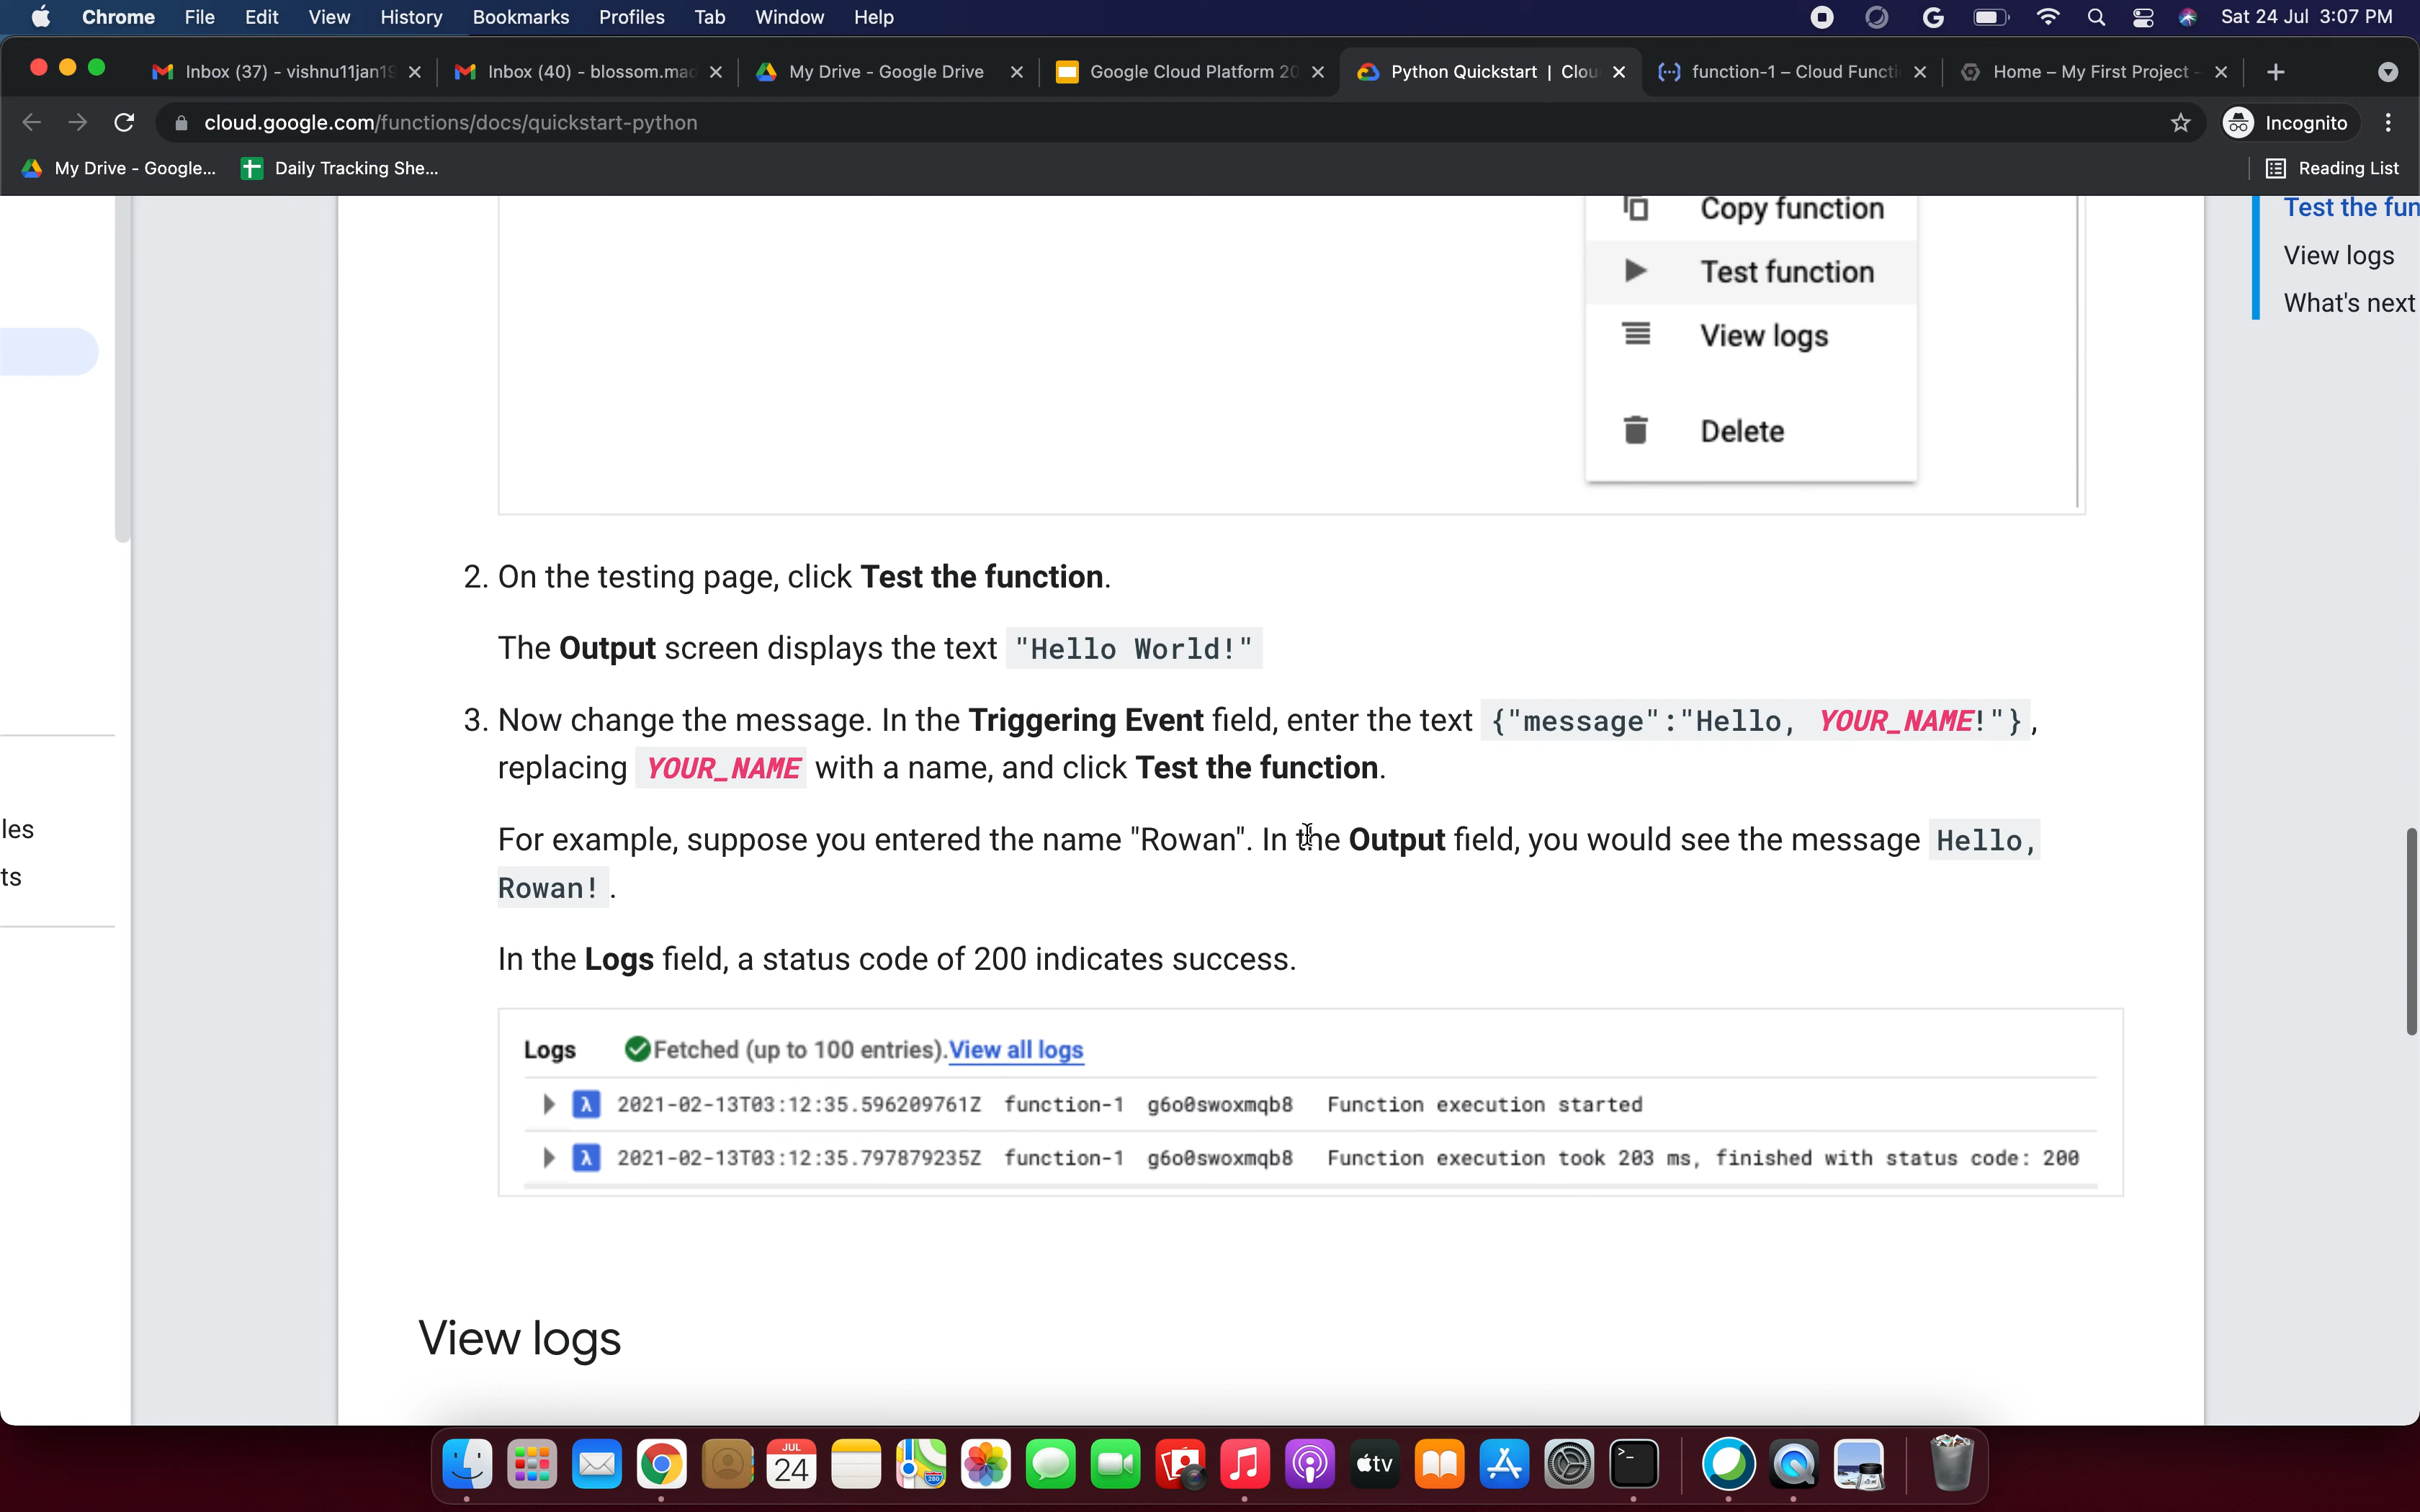 Chrome File Edit View History Bookmarks Profiles Tab Window Help Sat 24 Jul 3:07 PM
Inbox (37) - vishnu11jan19 Inbox (40) - blossom.mac My Drive - Google Drive Google Cloud Platform 20 Python Quickstart | Clou function-1 – Cloud Functi Home – My First Project -
cloud.google.com/functions/docs/quickstart-python Incognito
My Drive - Google... Daily Tracking She... Reading List
Copy function
Test function
View logs
Delete
Test the fun
View logs
What's next
les
ts
2. On the testing page, click Test the function.
The Output screen displays the text "Hello World!"
3. Now change the message. In the Triggering Event field, enter the text {"message":"Hello, YOUR_NAME!"},
replacing YOUR_NAME with a name, and click Test the function.
For example, suppose you entered the name "Rowan". In the Output field, you would see the message Hello,
Rowan! .
In the Logs field, a status code of 200 indicates success.
Logs Fetched (up to 100 entries).View all logs
λ 2021-02-13T03:12:35.596209761Z function-1 g6o0swoxmqb8 Function execution started
λ 2021-02-13T03:12:35.797879235Z function-1 g6o0swoxmqb8 Function execution took 203 ms, finished with status code: 200
View logs
JUL
24
280
tv